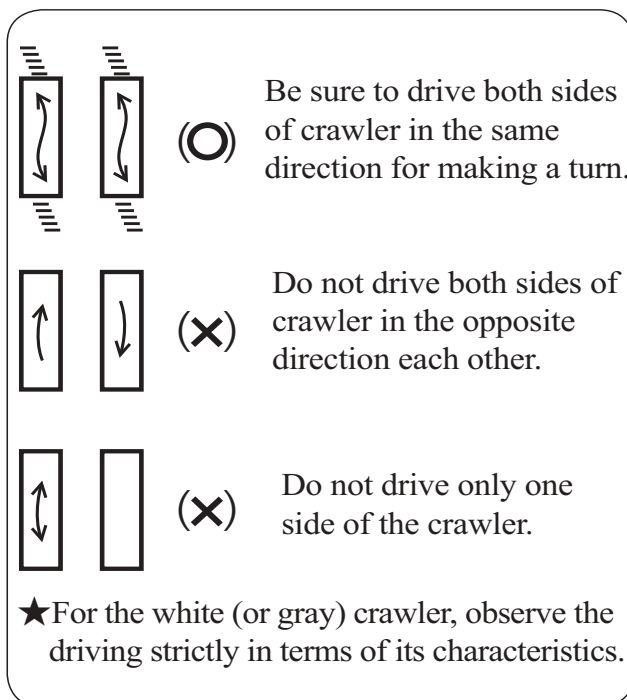 (○) Be sure to drive both sides
of crawler in the same
direction for making a turn.
(×) Do not drive both sides of
crawler in the opposite
direction each other.
(×) Do not drive only one
side of the crawler.
★For the white (or gray) crawler, observe the
driving strictly in terms of its characteristics.